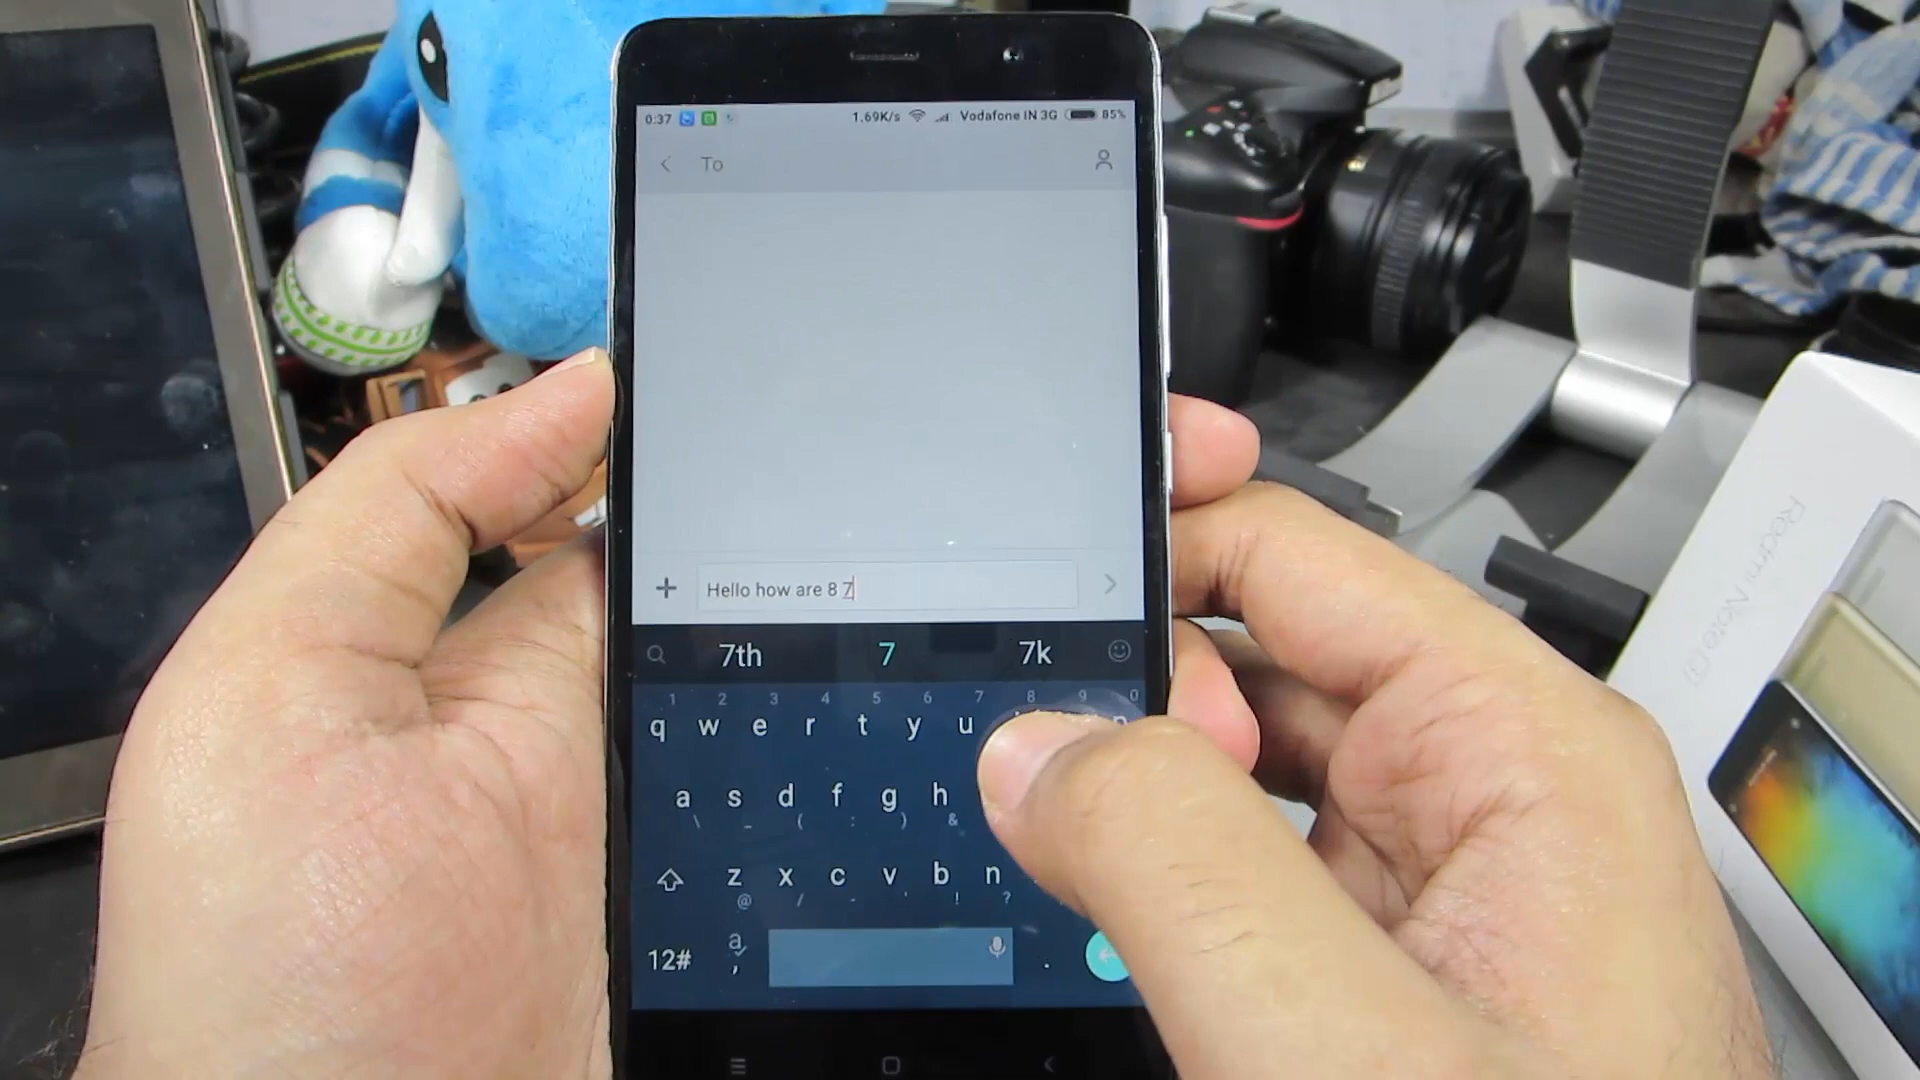 0:37 1.69K/s Vodafone IN 3G 85%
To
Hello how are 8 7
7th 7 7k
1 2 3 4 5 6 7 8 9 0
q w e r t y u
a s d f g h
\ _ ( : ) &
z x c v b n
@ / - ' ! ?
12# a , .
Redmi Note 3